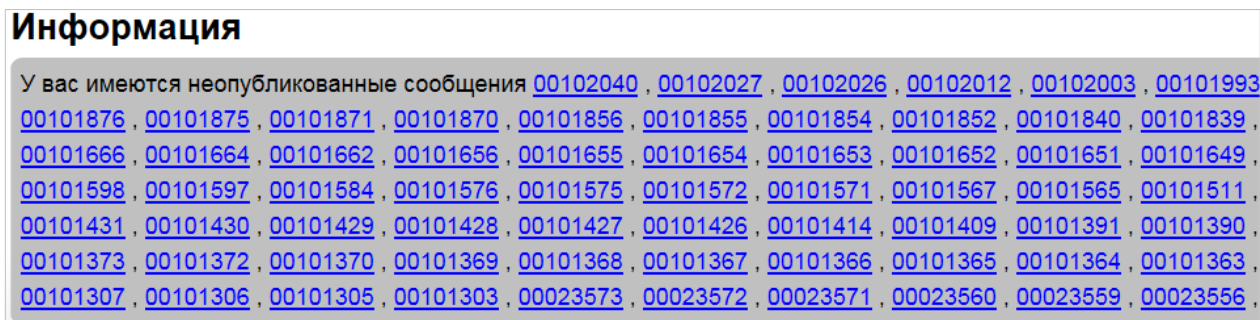 Информация
У вас имеются неопубликованные сообщения 00102040 , 00102027 , 00102026 , 00102012 , 00102003 , 00101993
00101876 , 00101875 , 00101871 , 00101870 , 00101856 , 00101855 , 00101854 , 00101852 , 00101840 , 00101839 ,
00101666 , 00101664 , 00101662 , 00101656 , 00101655 , 00101654 , 00101653 , 00101652 , 00101651 , 00101649 ,
00101598 , 00101597 , 00101584 , 00101576 , 00101575 , 00101572 , 00101571 , 00101567 , 00101565 , 00101511 ,
00101431 , 00101430 , 00101429 , 00101428 , 00101427 , 00101426 , 00101414 , 00101409 , 00101391 , 00101390 ,
00101373 , 00101372 , 00101370 , 00101369 , 00101368 , 00101367 , 00101366 , 00101365 , 00101364 , 00101363 ,
00101307 , 00101306 , 00101305 , 00101303 , 00023573 , 00023572 , 00023571 , 00023560 , 00023559 , 00023556 ,